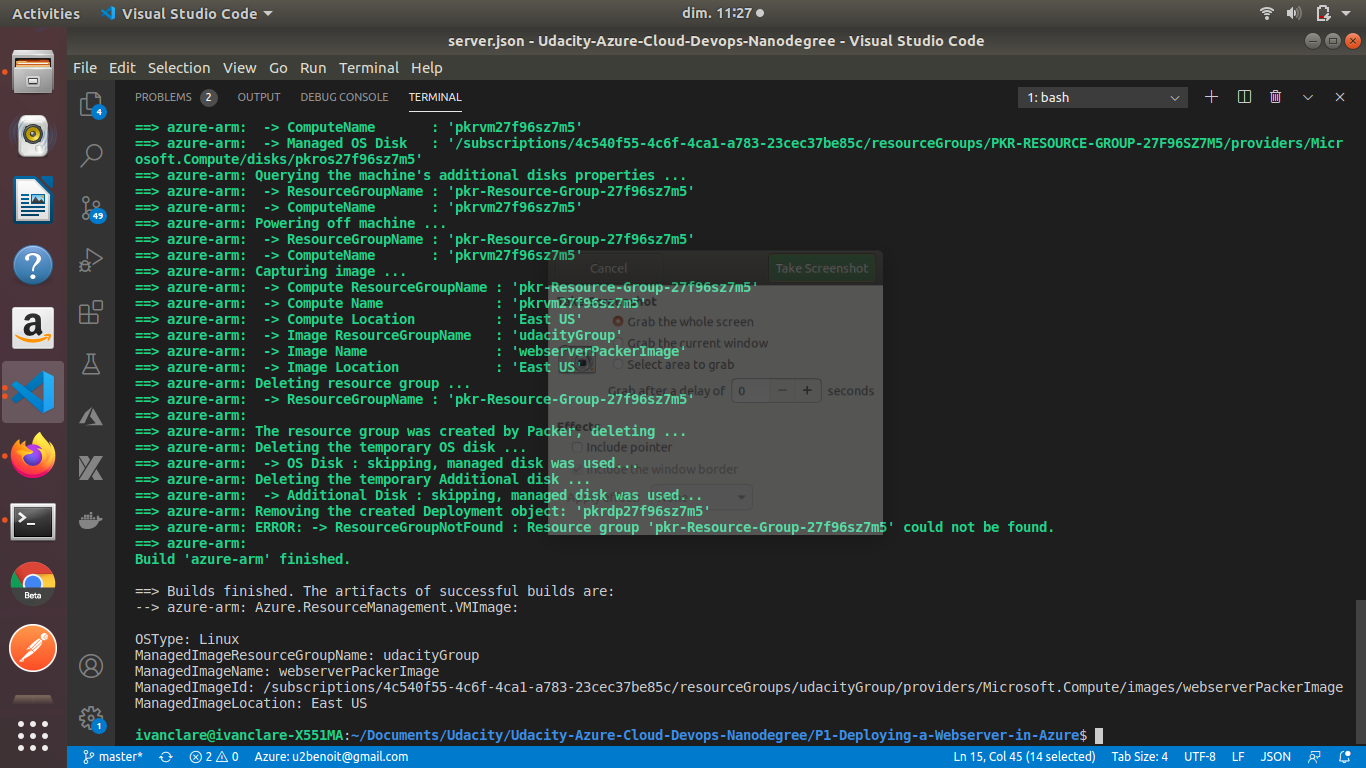 Activities
Visual Studio Code
dim. 11:27
server.json - Udacity-Azure-Cloud-Devops-Nanodegree - Visual Studio Code
File Edit Selection View Go Run Terminal Help
PROBLEMS 2 OUTPUT DEBUG CONSOLE TERMINAL
1: bash
==> azure-arm:  -> ComputeName       : 'pkrvm27f96sz7m5'
==> azure-arm:  -> Managed OS Disk   : '/subscriptions/4c540f55-4c6f-4ca1-a783-23cec37be85c/resourceGroups/PKR-RESOURCE-GROUP-27F96SZ7M5/providers/Micr
osoft.Compute/disks/pkros27f96sz7m5'
==> azure-arm: Querying the machine's additional disks properties ...
==> azure-arm:  -> ResourceGroupName : 'pkr-Resource-Group-27f96sz7m5'
==> azure-arm:  -> ComputeName       : 'pkrvm27f96sz7m5'
==> azure-arm: Powering off machine ...
==> azure-arm:  -> ResourceGroupName : 'pkr-Resource-Group-27f96sz7m5'
==> azure-arm:  -> ComputeName       : 'pkrvm27f96sz7m5'
==> azure-arm: Capturing image ...
==> azure-arm:  -> Compute ResourceGroupName : 'pkr-Resource-Group-27f96sz7m5'
==> azure-arm:  -> Compute Name              : 'pkrvm27f96sz7m5'
==> azure-arm:  -> Compute Location          : 'East US'
==> azure-arm:  -> Image ResourceGroupName   : 'udacityGroup'
==> azure-arm:  -> Image Name                : 'webserverPackerImage'
==> azure-arm:  -> Image Location            : 'East US'
==> azure-arm: Deleting resource group ...
==> azure-arm:  -> ResourceGroupName : 'pkr-Resource-Group-27f96sz7m5'
==> azure-arm:
==> azure-arm: The resource group was created by Packer, deleting ...
==> azure-arm: Deleting the temporary OS disk ...
==> azure-arm:  -> OS Disk : skipping, managed disk was used...
==> azure-arm: Deleting the temporary Additional disk ...
==> azure-arm:  -> Additional Disk : skipping, managed disk was used...
==> azure-arm: Removing the created Deployment object: 'pkrdp27f96sz7m5'
==> azure-arm: ERROR: -> ResourceGroupNotFound : Resource group 'pkr-Resource-Group-27f96sz7m5' could not be found.
==> azure-arm:
Build 'azure-arm' finished.
==> Builds finished. The artifacts of successful builds are:
--> azure-arm: Azure.ResourceManagement.VMImage:
OSType: Linux
ManagedImageResourceGroupName: udacityGroup
ManagedImageName: webserverPackerImage
ManagedImageId: /subscriptions/4c540f55-4c6f-4ca1-a783-23cec37be85c/resourceGroups/udacityGroup/providers/Microsoft.Compute/images/webserverPackerImage
ManagedImageLocation: East US
ivanclare@ivanclare-X551MA:~/Documents/Udacity/Udacity-Azure-Cloud-Devops-Nanodegree/P1-Deploying-a-Webserver-in-Azure$
Cancel
Take Screenshot
Grab the whole screen
Grab the current window
Select area to grab
Grab after a delay of 0 - + seconds
Effects
Include pointer
Include the window border
4
49
1
Beta
master* 2 0 Azure: u2benoit@gmail.com
Ln 15, Col 45 (14 selected) Tab Size: 4 UTF-8 LF JSON